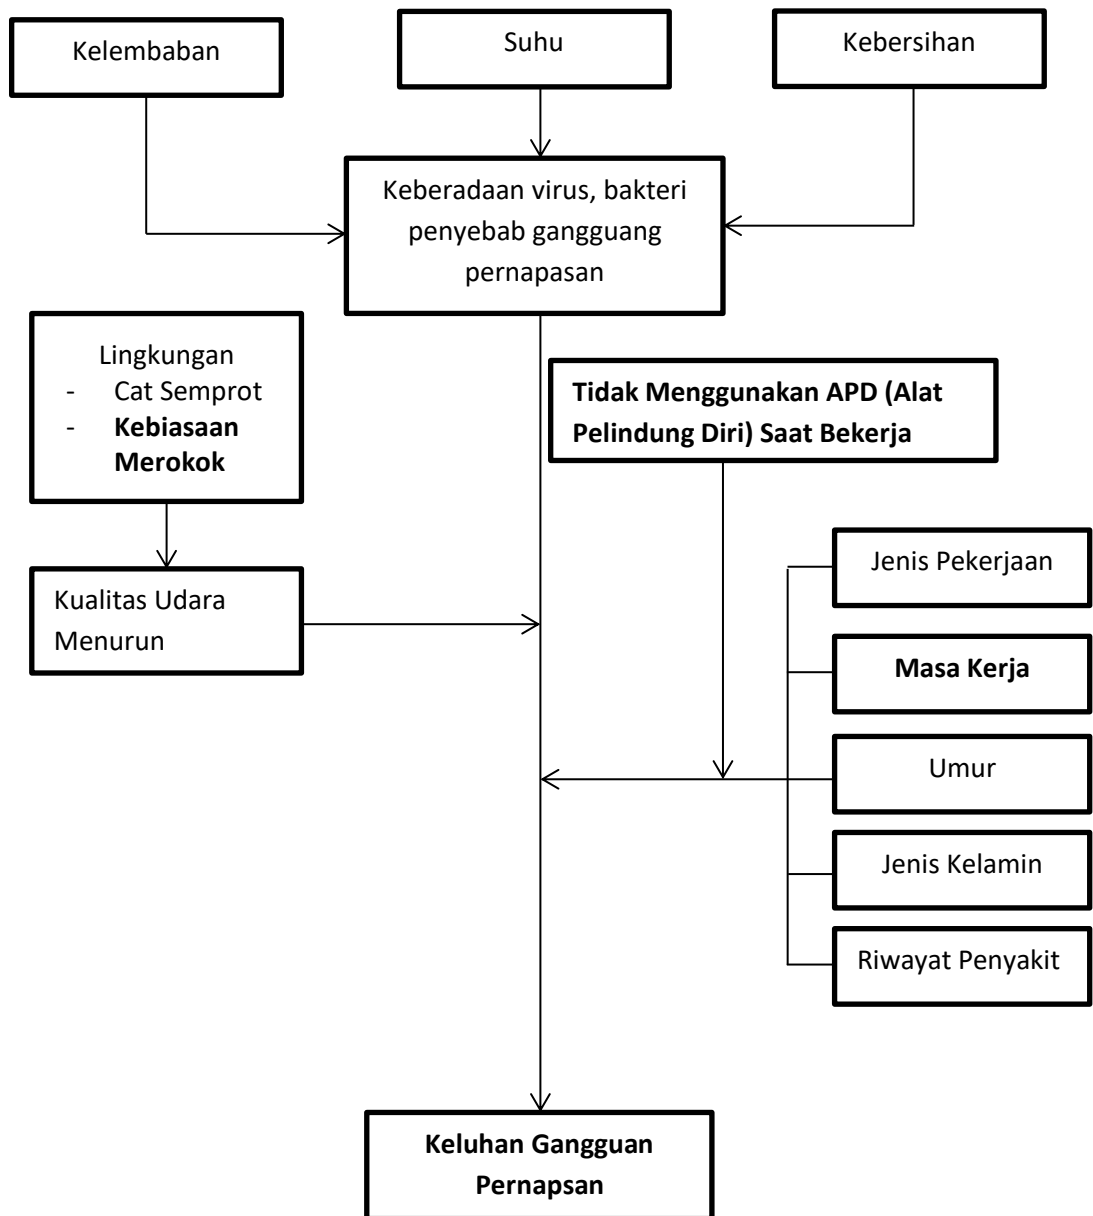 Kelembaban
Suhu
Kebersihan
Keberadaan virus, bakteri
penyebab gangguang
pernapasan
Lingkungan
- Cat Semprot
- Kebiasaan
Merokok
Tidak Menggunakan APD (Alat
Pelindung Diri) Saat Bekerja
Kualitas Udara
Menurun
Jenis Pekerjaan
Masa Kerja
Umur
Jenis Kelamin
Riwayat Penyakit
Keluhan Gangguan
Pernapsan